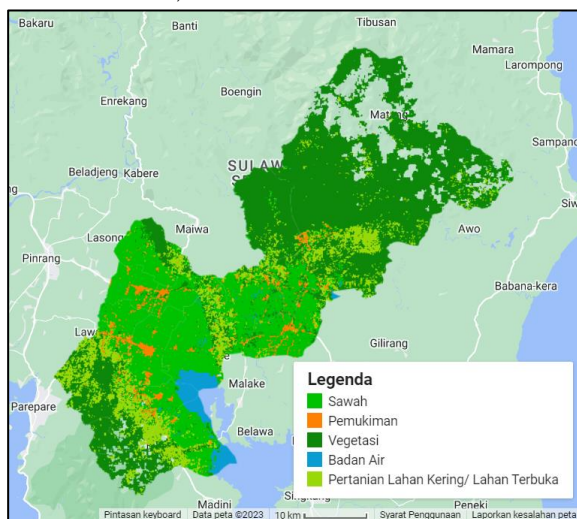 Bakaru
Banti
Tibusan
Mamara
Larompong
Enrekang
Boengin
Sampano
Beladjeng
Kabere
SULAW
Siw
Lasong
Maiwa
Awo
Pinrang
Babana-kera
Gilirang
Law
Malake
Parepare
Belawa
Madini
Peneki
Legenda
Sawah
Pemukiman
Vegetasi
Badan Air
Pertanian Lahan Kering/ Lahan Terbuka
Pintasan keyboard Data peta ©2023 10 km Syarat Penggunaan Laporkan kesalahan peta